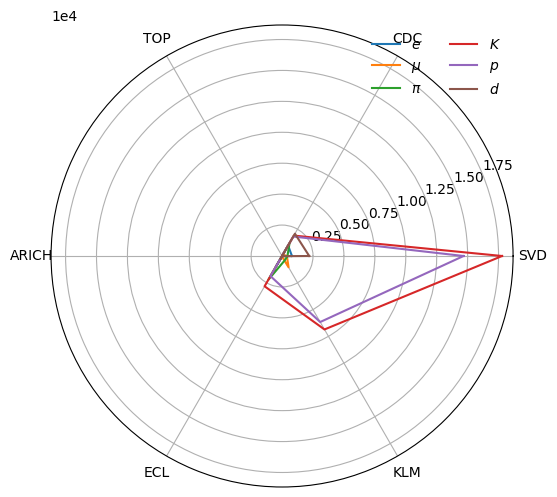 1e4
TOP
CDC
e
μ
π
K
p
d
1.75
1.50
1.25
1.00
0.75
0.50
0.25
ARICH
SVD
ECL
KLM